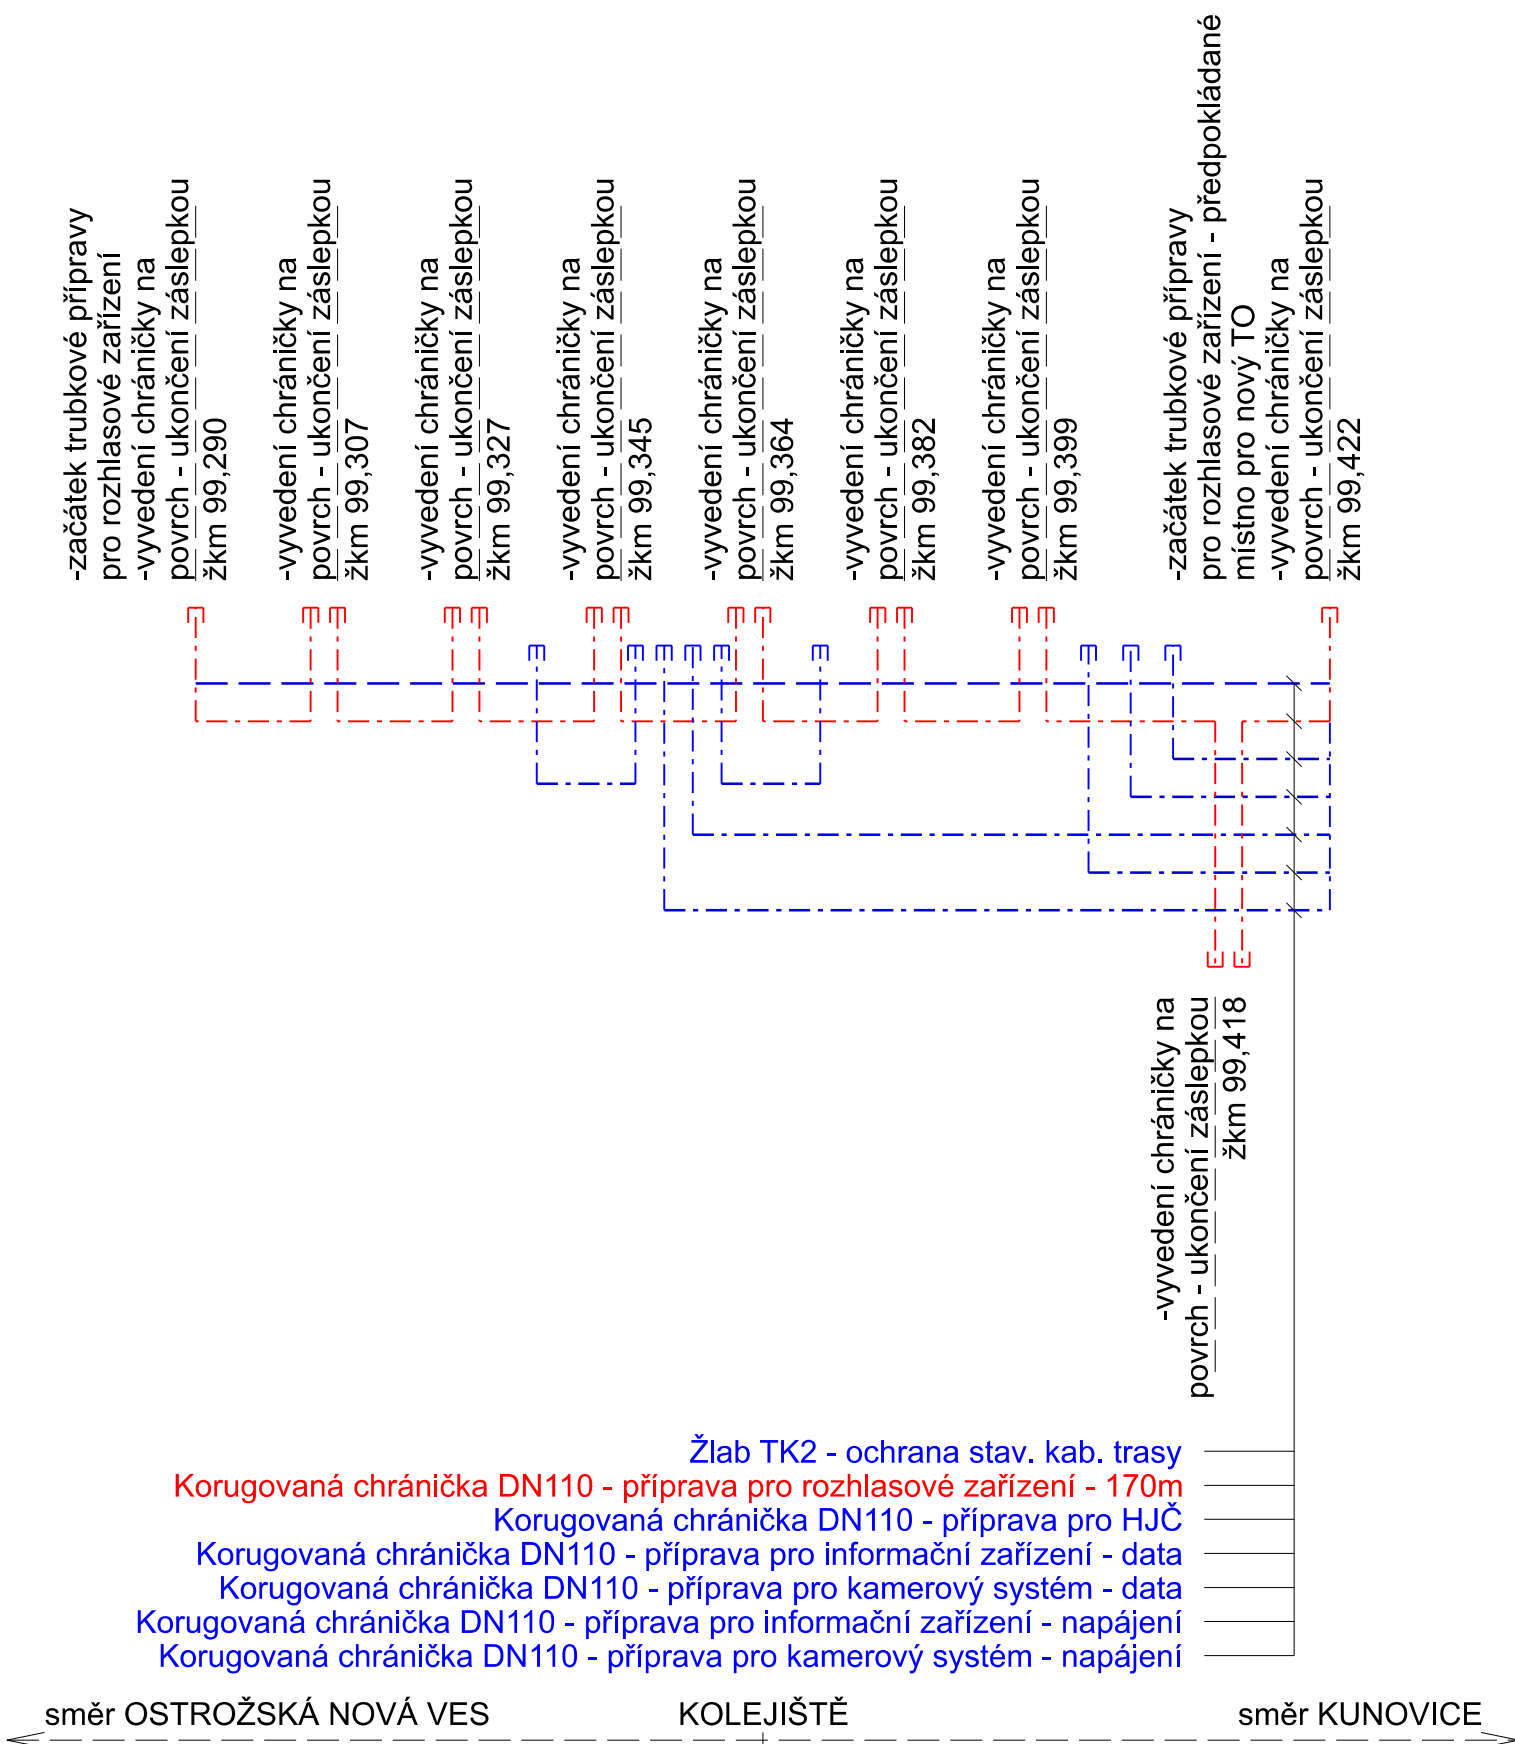 -začátek trubkové přípravy
pro rozhlasové zařízení
-vyvedení chráničky na
povrch - ukončení záslepkou
žkm 99,290
-vyvedení chráničky na
povrch - ukončení záslepkou
žkm 99,307
-vyvedení chráničky na
povrch - ukončení záslepkou
žkm 99,327
-vyvedení chráničky na
povrch - ukončení záslepkou
žkm 99,345
-vyvedení chráničky na
povrch - ukončení záslepkou
žkm 99,364
-vyvedení chráničky na
povrch - ukončení záslepkou
žkm 99,382
-vyvedení chráničky na
povrch - ukončení záslepkou
žkm 99,399
-začátek trubkové přípravy
pro rozhlasové zařízení - předpokládané
místno pro nový TO
-vyvedení chráničky na
povrch - ukončení záslepkou
žkm 99,422
-vyvedení chráničky na
povrch - ukončení záslepkou
žkm 99,418
Žlab TK2 - ochrana stav. kab. trasy
Korugovaná chránička DN110 - příprava pro rozhlasové zařízení - 170m
Korugovaná chránička DN110 - příprava pro HJČ
Korugovaná chránička DN110 - příprava pro informační zařízení - data
Korugovaná chránička DN110 - příprava pro kamerový systém - data
Korugovaná chránička DN110 - příprava pro informační zařízení - napájení
Korugovaná chránička DN110 - příprava pro kamerový systém - napájení
směr OSTROŽSKÁ NOVÁ VES
KOLEJIŠTĚ
směr KUNOVICE